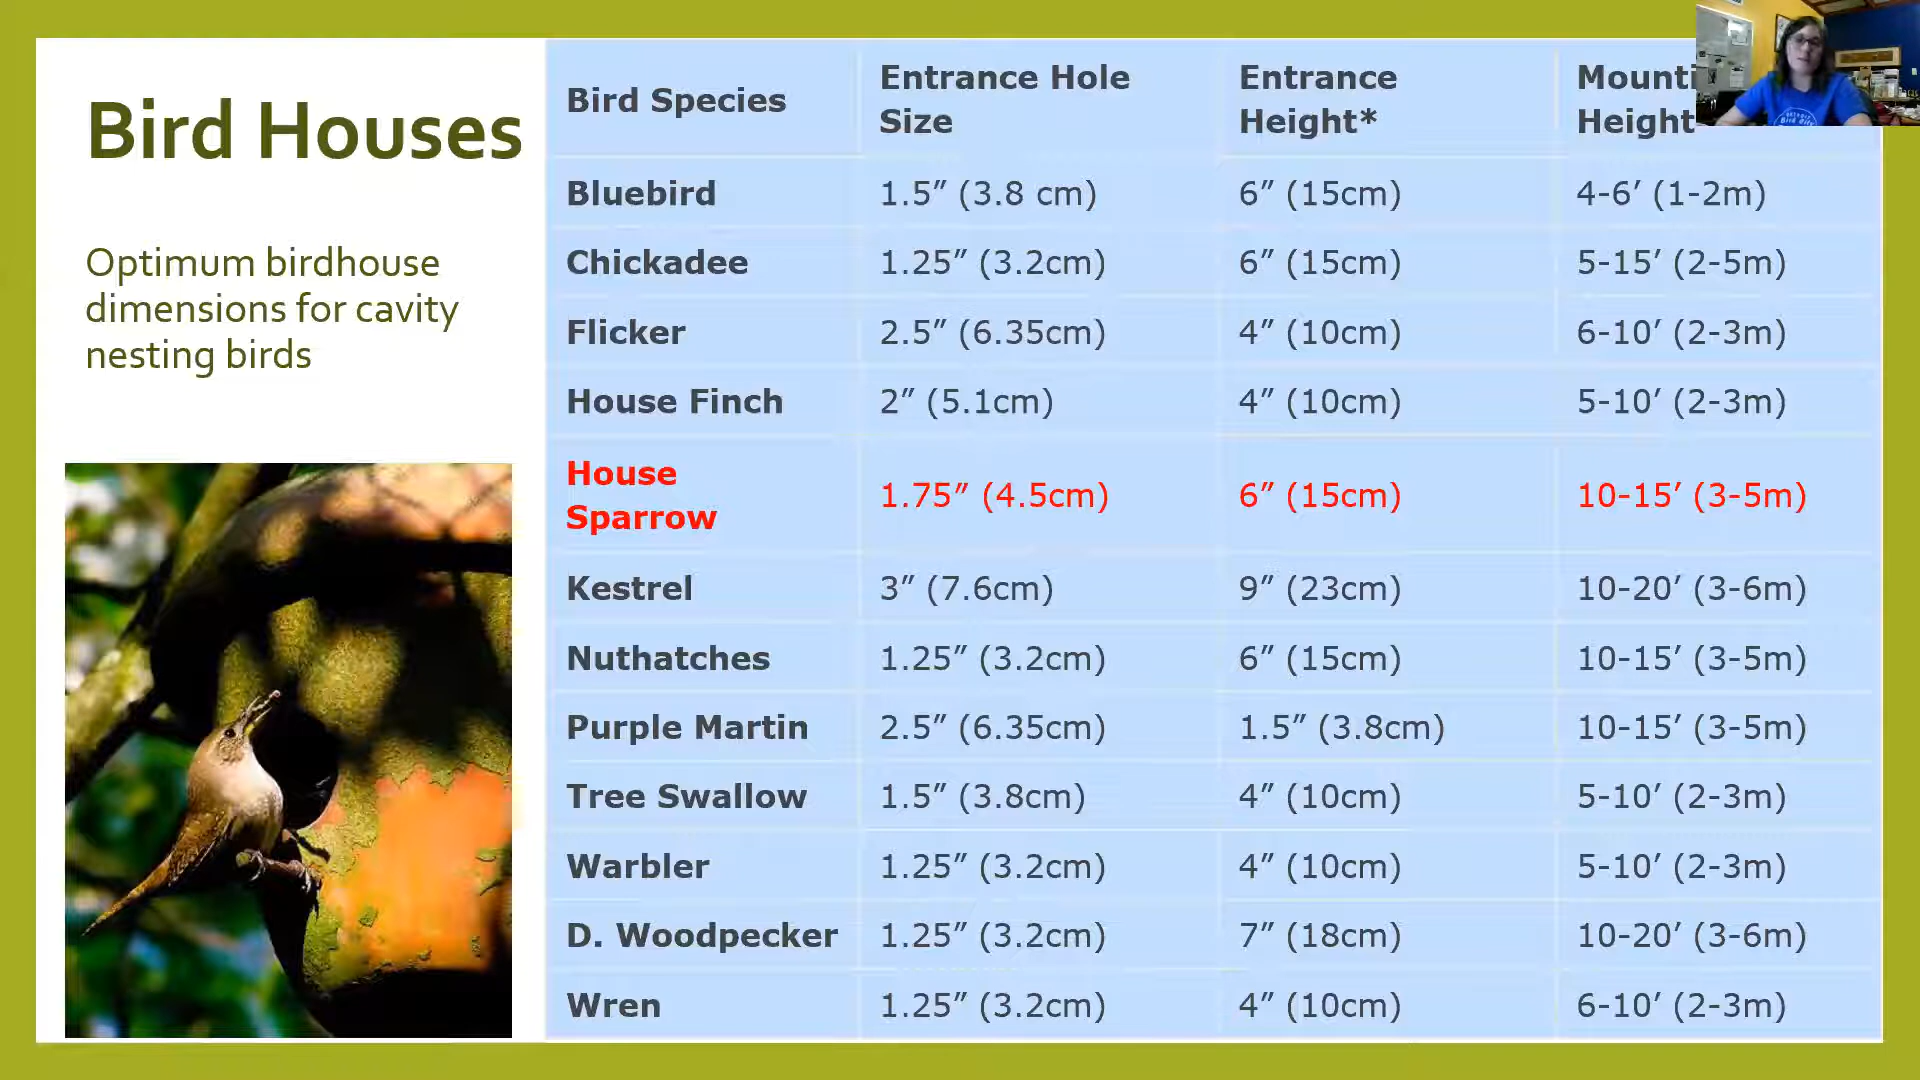 Bird Houses
Optimum birdhouse
dimensions for cavity
nesting birds
Bird Species
Entrance Hole
Size
Entrance
Height*
Height
Bluebird 1.5” (3.8 cm) 6” (15cm) 4-6’ (1-2m)
Chickadee 1.25” (3.2cm) 6” (15cm) 5-15’ (2-5m)
Flicker 2.5” (6.35cm) 4” (10cm) 6-10’ (2-3m)
House Finch 2” (5.1cm) 4” (10cm) 5-10’ (2-3m)
House
Sparrow
1.75” (4.5cm) 6” (15cm) 10-15’ (3-5m)
Kestrel 3” (7.6cm) 9” (23cm) 10-20’ (3-6m)
Nuthatches 1.25” (3.2cm) 6” (15cm) 10-15’ (3-5m)
Purple Martin 2.5” (6.35cm) 1.5” (3.8cm) 10-15’ (3-5m)
Tree Swallow 1.5” (3.8cm) 4” (10cm) 5-10’ (2-3m)
Warbler 1.25” (3.2cm) 4” (10cm) 5-10’ (2-3m)
D. Woodpecker 1.25” (3.2cm) 7” (18cm) 10-20’ (3-6m)
Wren 1.25” (3.2cm) 4” (10cm) 6-10’ (2-3m)